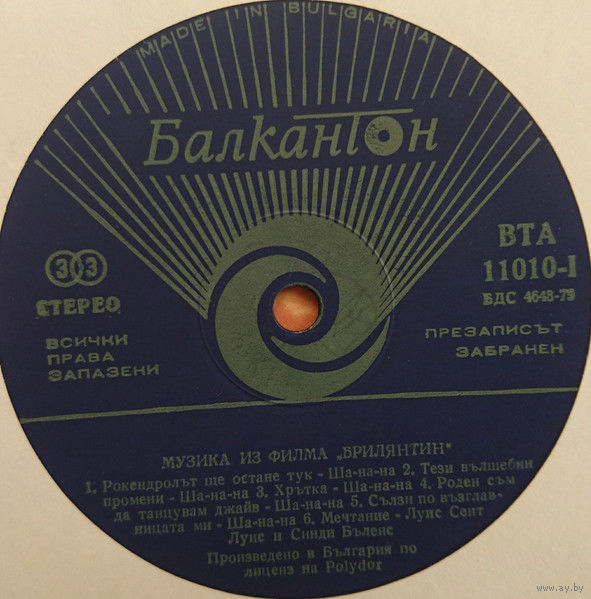 MADE IN BULGARIA
Балкантон
33
СТЕРЕО
ВТА
11010-I
БДС 4648-79
ВСИЧКИ
ПРАВА
ЗАПАЗЕНИ
ПРЕЗАПИСЪТ
ЗАБРАНЕН
МУЗИКА ИЗ ФИЛМА „БРИЛЯНТИН“
1. Рокендролът ще остане тук - Ша-на-на 2. Тези вълшебни
промени - Ша-на-на 3. Хрътка - Ша-на-на 4. Роден съм
да танцувам джайв - Ша-на-на 5. Сълзи по възглав-
ницата ми - Ша-на-на 6. Мечтание - Луис Сент
Луис и Синди Бъленс
Произведено в България по
лиценз на Polydor
www.ay.by